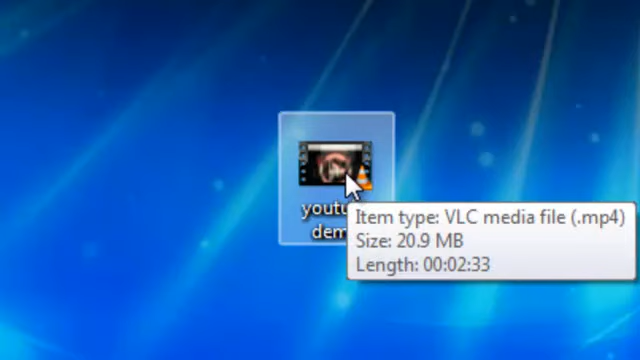 Item type: VLC media file (.mp4)
Size: 20.9 MB
Length: 00:02:33